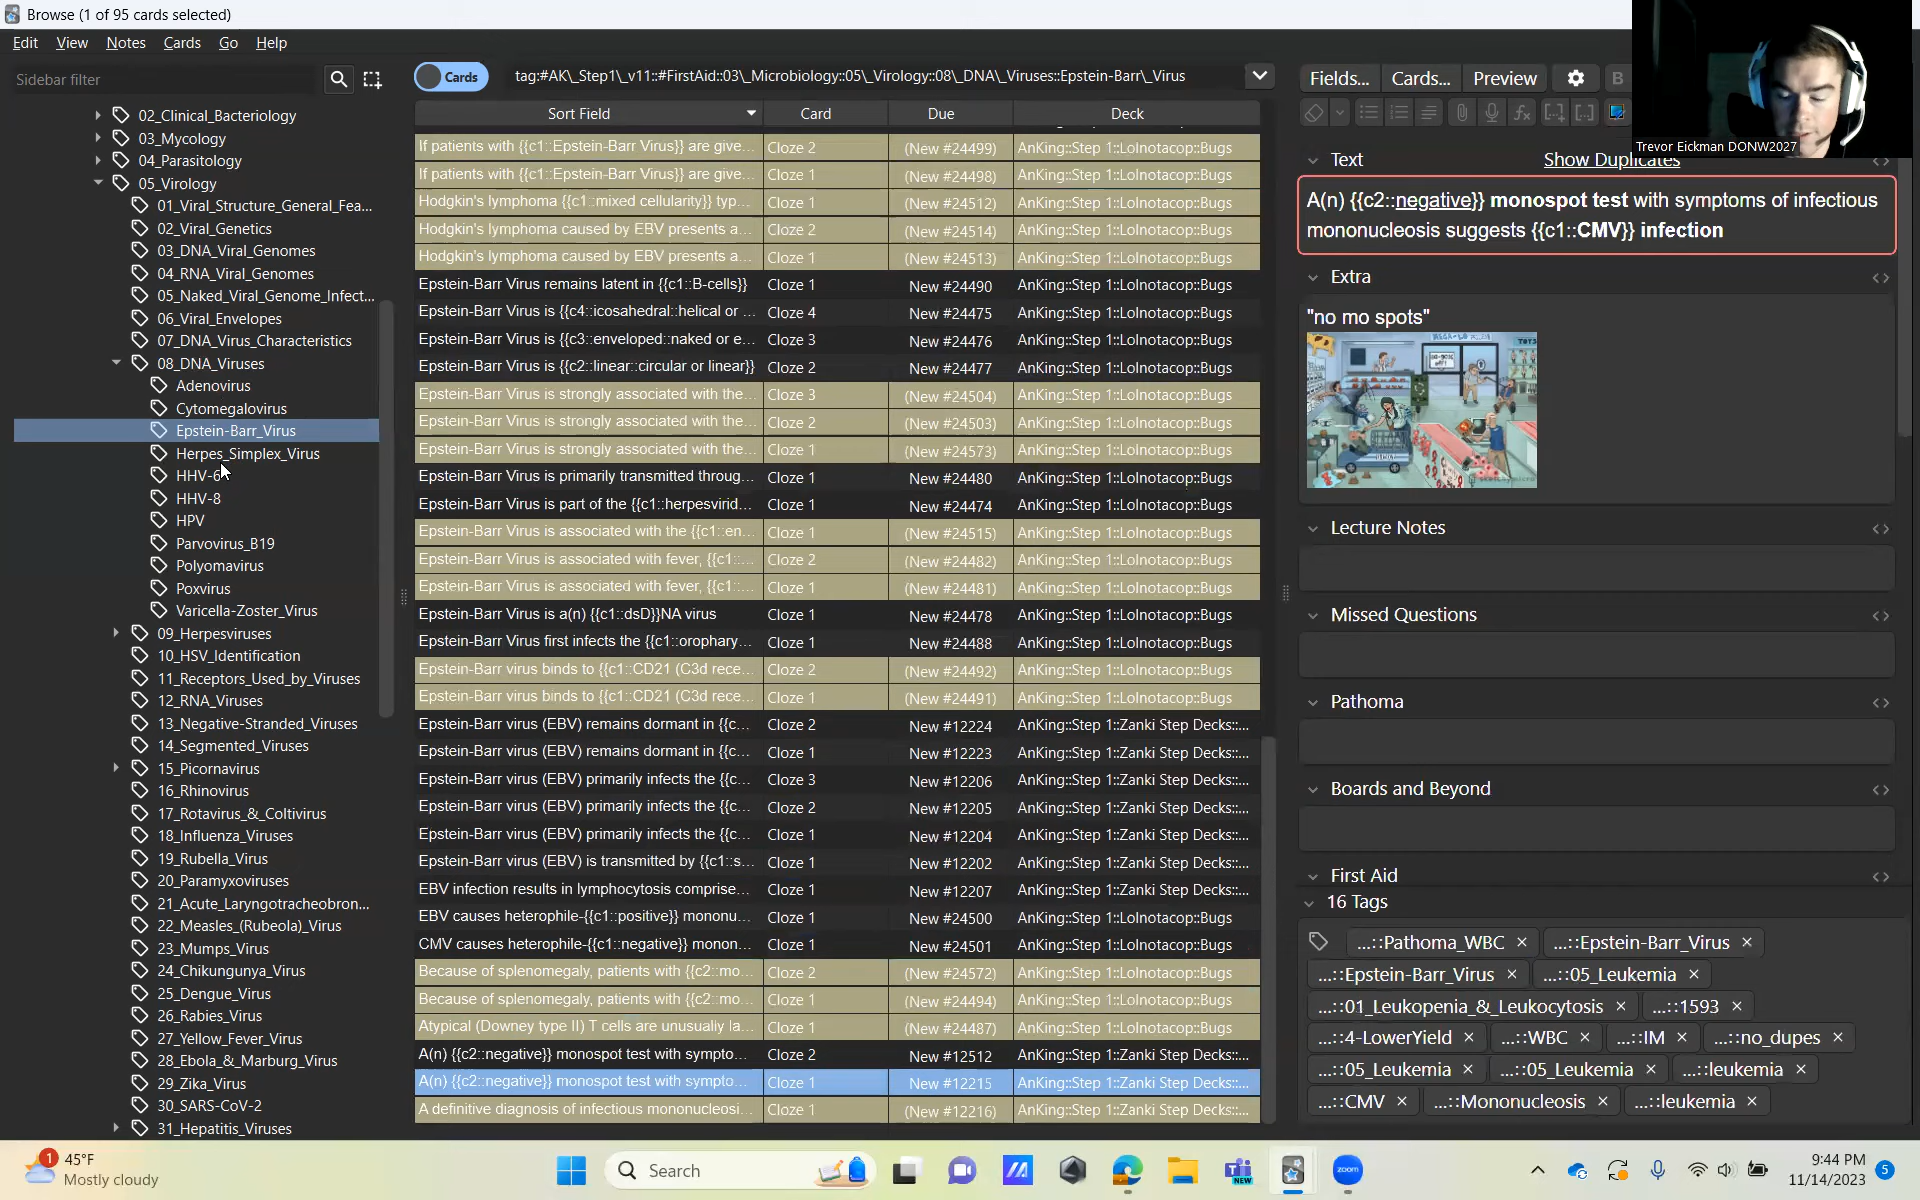 Browse (1 of 95 cards selected)
Edit View Notes Cards Go Help
Sidebar filter
02_Clinical_Bacteriology
03_Mycology
04_Parasitology
05_Virology
01_Viral_Structure_General_Fea...
02_Viral_Genetics
03_DNA_Viral_Genomes
04_RNA_Viral_Genomes
05_Naked_Viral_Genome_Infect...
06_Viral_Envelopes
07_DNA_Virus_Characteristics
08_DNA_Viruses
Adenovirus
Cytomegalovirus
Epstein-Barr_Virus
Herpes_Simplex_Virus
HHV-6
HHV-8
HPV
Parvovirus_B19
Polyomavirus
Poxvirus
Varicella-Zoster_Virus
09_Herpesviruses
10_HSV_Identification
11_Receptors_Used_by_Viruses
12_RNA_Viruses
13_Negative-Stranded_Viruses
14_Segmented_Viruses
15_Picornavirus
16_Rhinovirus
17_Rotavirus_&_Coltivirus
18_Influenza_Viruses
19_Rubella_Virus
20_Paramyxoviruses
21_Acute_Laryngotracheobron...
22_Measles_(Rubeola)_Virus
23_Mumps_Virus
24_Chikungunya_Virus
25_Dengue_Virus
26_Rabies_Virus
27_Yellow_Fever_Virus
28_Ebola_&_Marburg_Virus
29_Zika_Virus
30_SARS-CoV-2
31_Hepatitis_Viruses
Cards tag:#AK\_Step1\_v11::#FirstAid::03\_Microbiology::05\_Virology::08\_DNA\_Viruses::Epstein-Barr\_Virus
Sort Field Card Due Deck
If patients with {{c1::Epstein-Barr Virus}} are give... Cloze 2 (New #24499) AnKing::Step 1::Lolnotacop::Bugs
If patients with {{c1::Epstein-Barr Virus}} are give... Cloze 1 (New #24498) AnKing::Step 1::Lolnotacop::Bugs
Hodgkin's lymphoma {{c1::mixed cellularity}} typ... Cloze 1 (New #24512) AnKing::Step 1::Lolnotacop::Bugs
Hodgkin's lymphoma caused by EBV presents a... Cloze 2 (New #24514) AnKing::Step 1::Lolnotacop::Bugs
Hodgkin's lymphoma caused by EBV presents a... Cloze 1 (New #24513) AnKing::Step 1::Lolnotacop::Bugs
Epstein-Barr Virus remains latent in {{c1::B-cells}} Cloze 1 New #24490 AnKing::Step 1::Lolnotacop::Bugs
Epstein-Barr Virus is {{c4::icosahedral::helical or ... Cloze 4 New #24475 AnKing::Step 1::Lolnotacop::Bugs
Epstein-Barr Virus is {{c3::enveloped::naked or e... Cloze 3 New #24476 AnKing::Step 1::Lolnotacop::Bugs
Epstein-Barr Virus is {{c2::linear::circular or linear}} Cloze 2 New #24477 AnKing::Step 1::Lolnotacop::Bugs
Epstein-Barr Virus is strongly associated with the... Cloze 3 (New #24504) AnKing::Step 1::Lolnotacop::Bugs
Epstein-Barr Virus is strongly associated with the... Cloze 2 (New #24503) AnKing::Step 1::Lolnotacop::Bugs
Epstein-Barr Virus is strongly associated with the... Cloze 1 (New #24573) AnKing::Step 1::Lolnotacop::Bugs
Epstein-Barr Virus is primarily transmitted throug... Cloze 1 New #24480 AnKing::Step 1::Lolnotacop::Bugs
Epstein-Barr Virus is part of the {{c1::herpesvirid... Cloze 1 New #24474 AnKing::Step 1::Lolnotacop::Bugs
Epstein-Barr Virus is associated with the {{c1::en... Cloze 1 (New #24515) AnKing::Step 1::Lolnotacop::Bugs
Epstein-Barr Virus is associated with fever, {{c1::... Cloze 2 (New #24482) AnKing::Step 1::Lolnotacop::Bugs
Epstein-Barr Virus is associated with fever, {{c1::... Cloze 1 (New #24481) AnKing::Step 1::Lolnotacop::Bugs
Epstein-Barr Virus is a(n) {{c1::dsD}}NA virus Cloze 1 New #24478 AnKing::Step 1::Lolnotacop::Bugs
Epstein-Barr Virus first infects the {{c1::orophary... Cloze 1 New #24488 AnKing::Step 1::Lolnotacop::Bugs
Epstein-Barr virus binds to {{c1::CD21 (C3d rece... Cloze 2 (New #24492) AnKing::Step 1::Lolnotacop::Bugs
Epstein-Barr virus binds to {{c1::CD21 (C3d rece... Cloze 1 (New #24491) AnKing::Step 1::Lolnotacop::Bugs
Epstein-Barr virus (EBV) remains dormant in {{c... Cloze 2 New #12224 AnKing::Step 1::Zanki Step Decks::...
Epstein-Barr virus (EBV) remains dormant in {{c... Cloze 1 New #12223 AnKing::Step 1::Zanki Step Decks::...
Epstein-Barr virus (EBV) primarily infects the {{c... Cloze 3 New #12206 AnKing::Step 1::Zanki Step Decks::...
Epstein-Barr virus (EBV) primarily infects the {{c... Cloze 2 New #12205 AnKing::Step 1::Zanki Step Decks::...
Epstein-Barr virus (EBV) primarily infects the {{c... Cloze 1 New #12204 AnKing::Step 1::Zanki Step Decks::...
Epstein-Barr virus (EBV) is transmitted by {{c1::s... Cloze 1 New #12202 AnKing::Step 1::Zanki Step Decks::...
EBV infection results in lymphocytosis comprise... Cloze 1 New #12207 AnKing::Step 1::Zanki Step Decks::...
EBV causes heterophile-{{c1::positive}} mononu... Cloze 1 New #24500 AnKing::Step 1::Lolnotacop::Bugs
CMV causes heterophile-{{c1::negative}} monon... Cloze 1 New #24501 AnKing::Step 1::Lolnotacop::Bugs
Because of splenomegaly, patients with {{c2::mo... Cloze 2 (New #24572) AnKing::Step 1::Lolnotacop::Bugs
Because of splenomegaly, patients with {{c2::mo... Cloze 1 (New #24494) AnKing::Step 1::Lolnotacop::Bugs
Atypical (Downey type II) T cells are unusually la... Cloze 1 (New #24487) AnKing::Step 1::Lolnotacop::Bugs
A(n) {{c2::negative}} monospot test with sympto... Cloze 2 New #12512 AnKing::Step 1::Zanki Step Decks::...
A(n) {{c2::negative}} monospot test with sympto... Cloze 1 New #12215 AnKing::Step 1::Zanki Step Decks::...
A definitive diagnosis of infectious mononucleosi... Cloze 1 (New #12216) AnKing::Step 1::Zanki Step Decks::...
Fields... Cards... Preview B
Trevor Eickman DONW2027
Text Show Duplicates
A(n) {{c2::negative}} monospot test with symptoms of infectious
mononucleosis suggests {{c1::CMV}} infection
Extra
"no mo spots"
Lecture Notes
Missed Questions
Pathoma
Boards and Beyond
First Aid
16 Tags
...::Pathoma_WBC × ...::Epstein-Barr_Virus ×
...::Epstein-Barr_Virus × ...::05_Leukemia ×
...::01_Leukopenia_&_Leukocytosis × ...::1593 ×
...::4-LowerYield × ...::WBC × ...::IM × ...::no_dupes ×
...::05_Leukemia × ...::05_Leukemia × ...::leukemia ×
...::CMV × ...::Mononucleosis × ...::leukemia ×
1 45°F
Mostly cloudy
Search
NEW
zoom
9:44 PM
11/14/2023
5